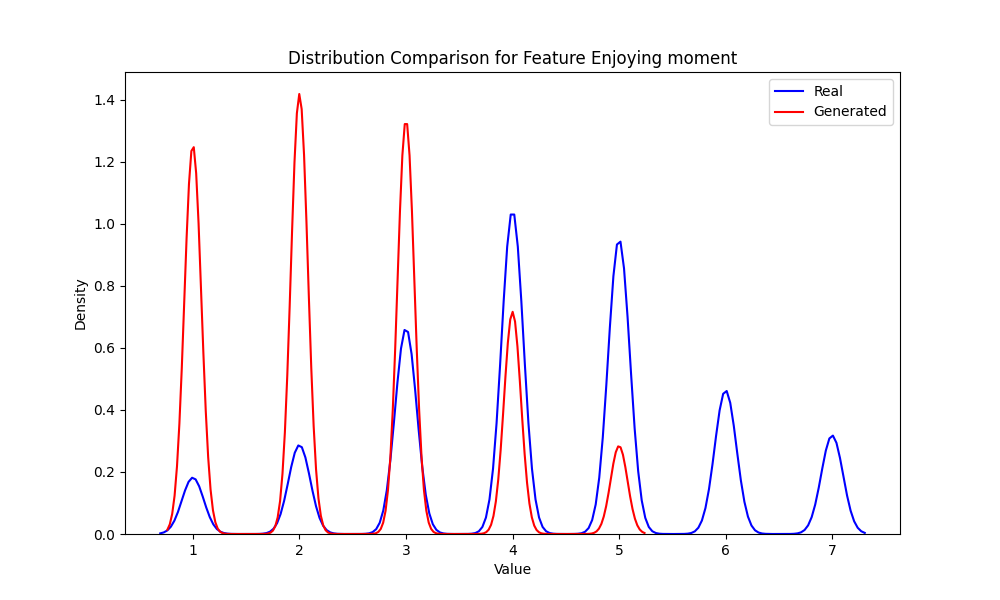 Distribution Comparison for Feature Enjoying moment
Real
Generated
Density
1.4
1.2
1.0
0.8
0.6
0.4
0.2
0.0
1 2 3 4 5 6 7
Value